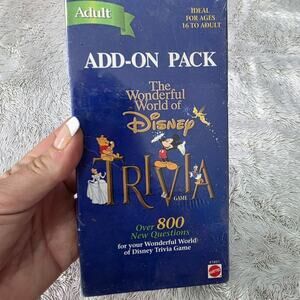 Adult
IDEAL
FOR AGES
16 TO ADULT
ADD-ON PACK
The
Wonderful
World of
Disney
TRIVIA
GAME
Over 800
New Questions
for your Wonderful World
of Disney Trivia Game
MATTEL